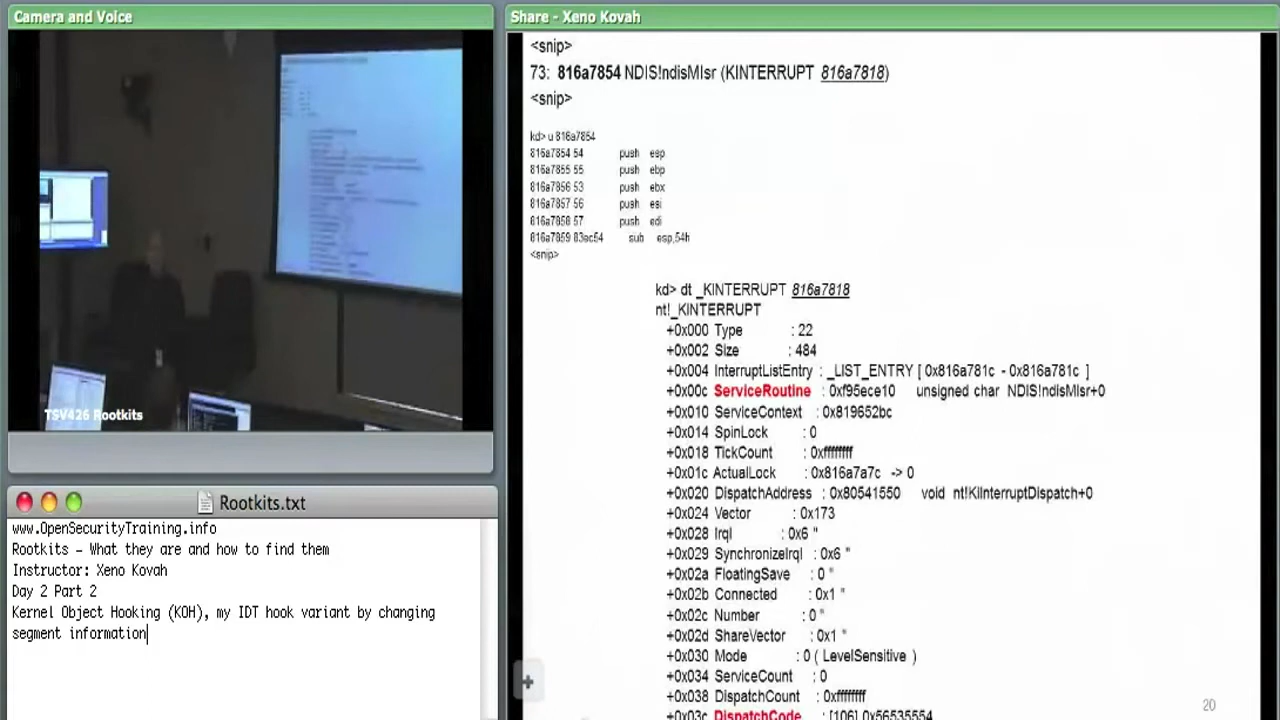 Camera and Voice
TSV426 Rootkits
Rootkits.txt
www.OpenSecurityTraining.info
Rootkits - What they are and how to find them
Instructor: Xeno Kovah
Day 2 Part 2
Kernel Object Hooking (KOH), my IDT hook variant by changing
segment information
Share - Xeno Kovah
<snip>
73: 816a7854 NDIS!ndisMIsr (KINTERRUPT 816a7818)
<snip>
kd> u 816a7854
816a7854 54 push esp
816a7855 55 push ebp
816a7856 53 push ebx
816a7857 56 push esi
816a7858 57 push edi
816a7859 83ec54 sub esp,54h
<snip>
kd> dt _KINTERRUPT 816a7818
nt!_KINTERRUPT
+0x000 Type : 22
+0x002 Size : 484
+0x004 InterruptListEntry : _LIST_ENTRY [ 0x816a781c - 0x816a781c ]
+0x00c ServiceRoutine : 0xf95ece10 unsigned char NDIS!ndisMIsr+0
+0x010 ServiceContext : 0x819652bc
+0x014 SpinLock : 0
+0x018 TickCount : 0xffffffff
+0x01c ActualLock : 0x816a7a7c -> 0
+0x020 DispatchAddress : 0x80541550 void nt!KiInterruptDispatch+0
+0x024 Vector : 0x173
+0x028 Irql : 0x6 ''
+0x029 SynchronizeIrql : 0x6 ''
+0x02a FloatingSave : 0 ''
+0x02b Connected : 0x1 ''
+0x02c Number : 0 ''
+0x02d ShareVector : 0x1 ''
+0x030 Mode : 0 ( LevelSensitive )
+0x034 ServiceCount : 0
+0x038 DispatchCount : 0xffffffff
+0x03c DispatchCode : [106] 0x56535554
20